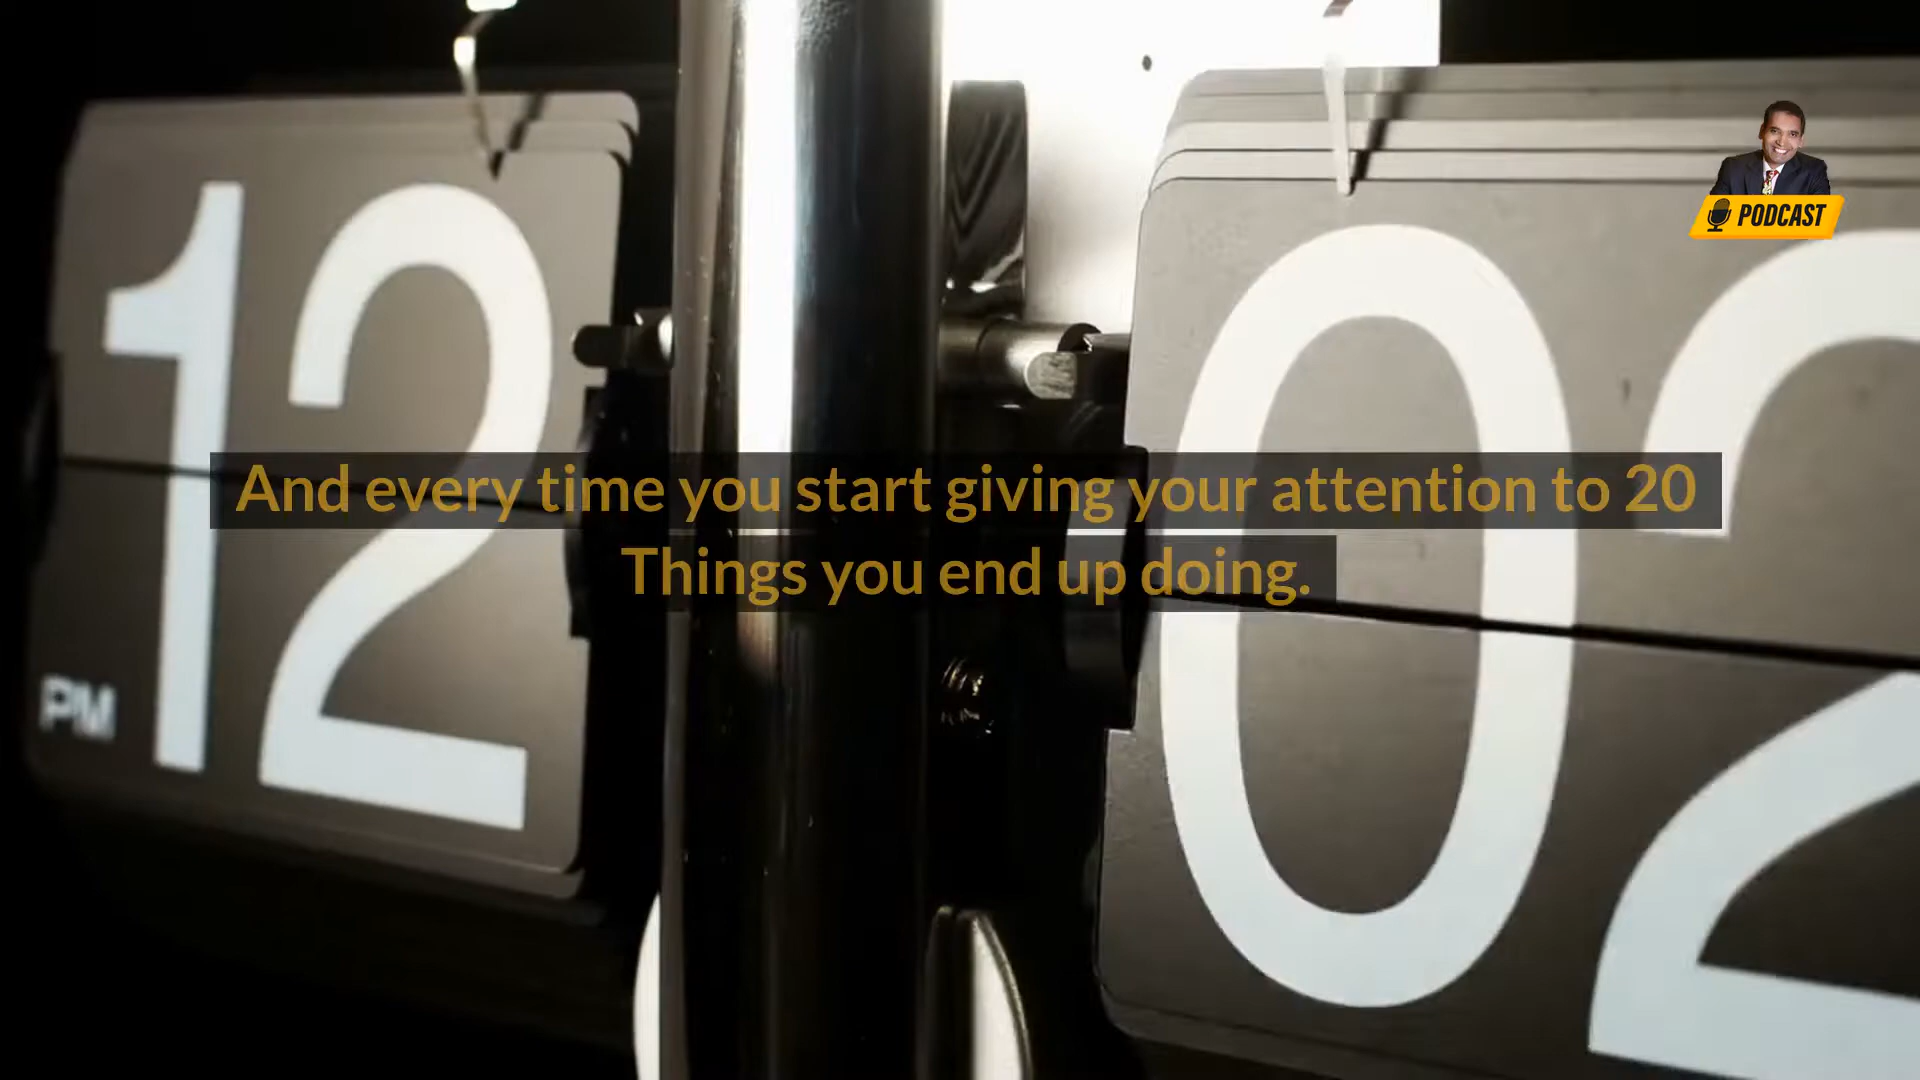 12
02
PM
PODCAST
And every time you start giving your attention to 20
Things you end up doing.